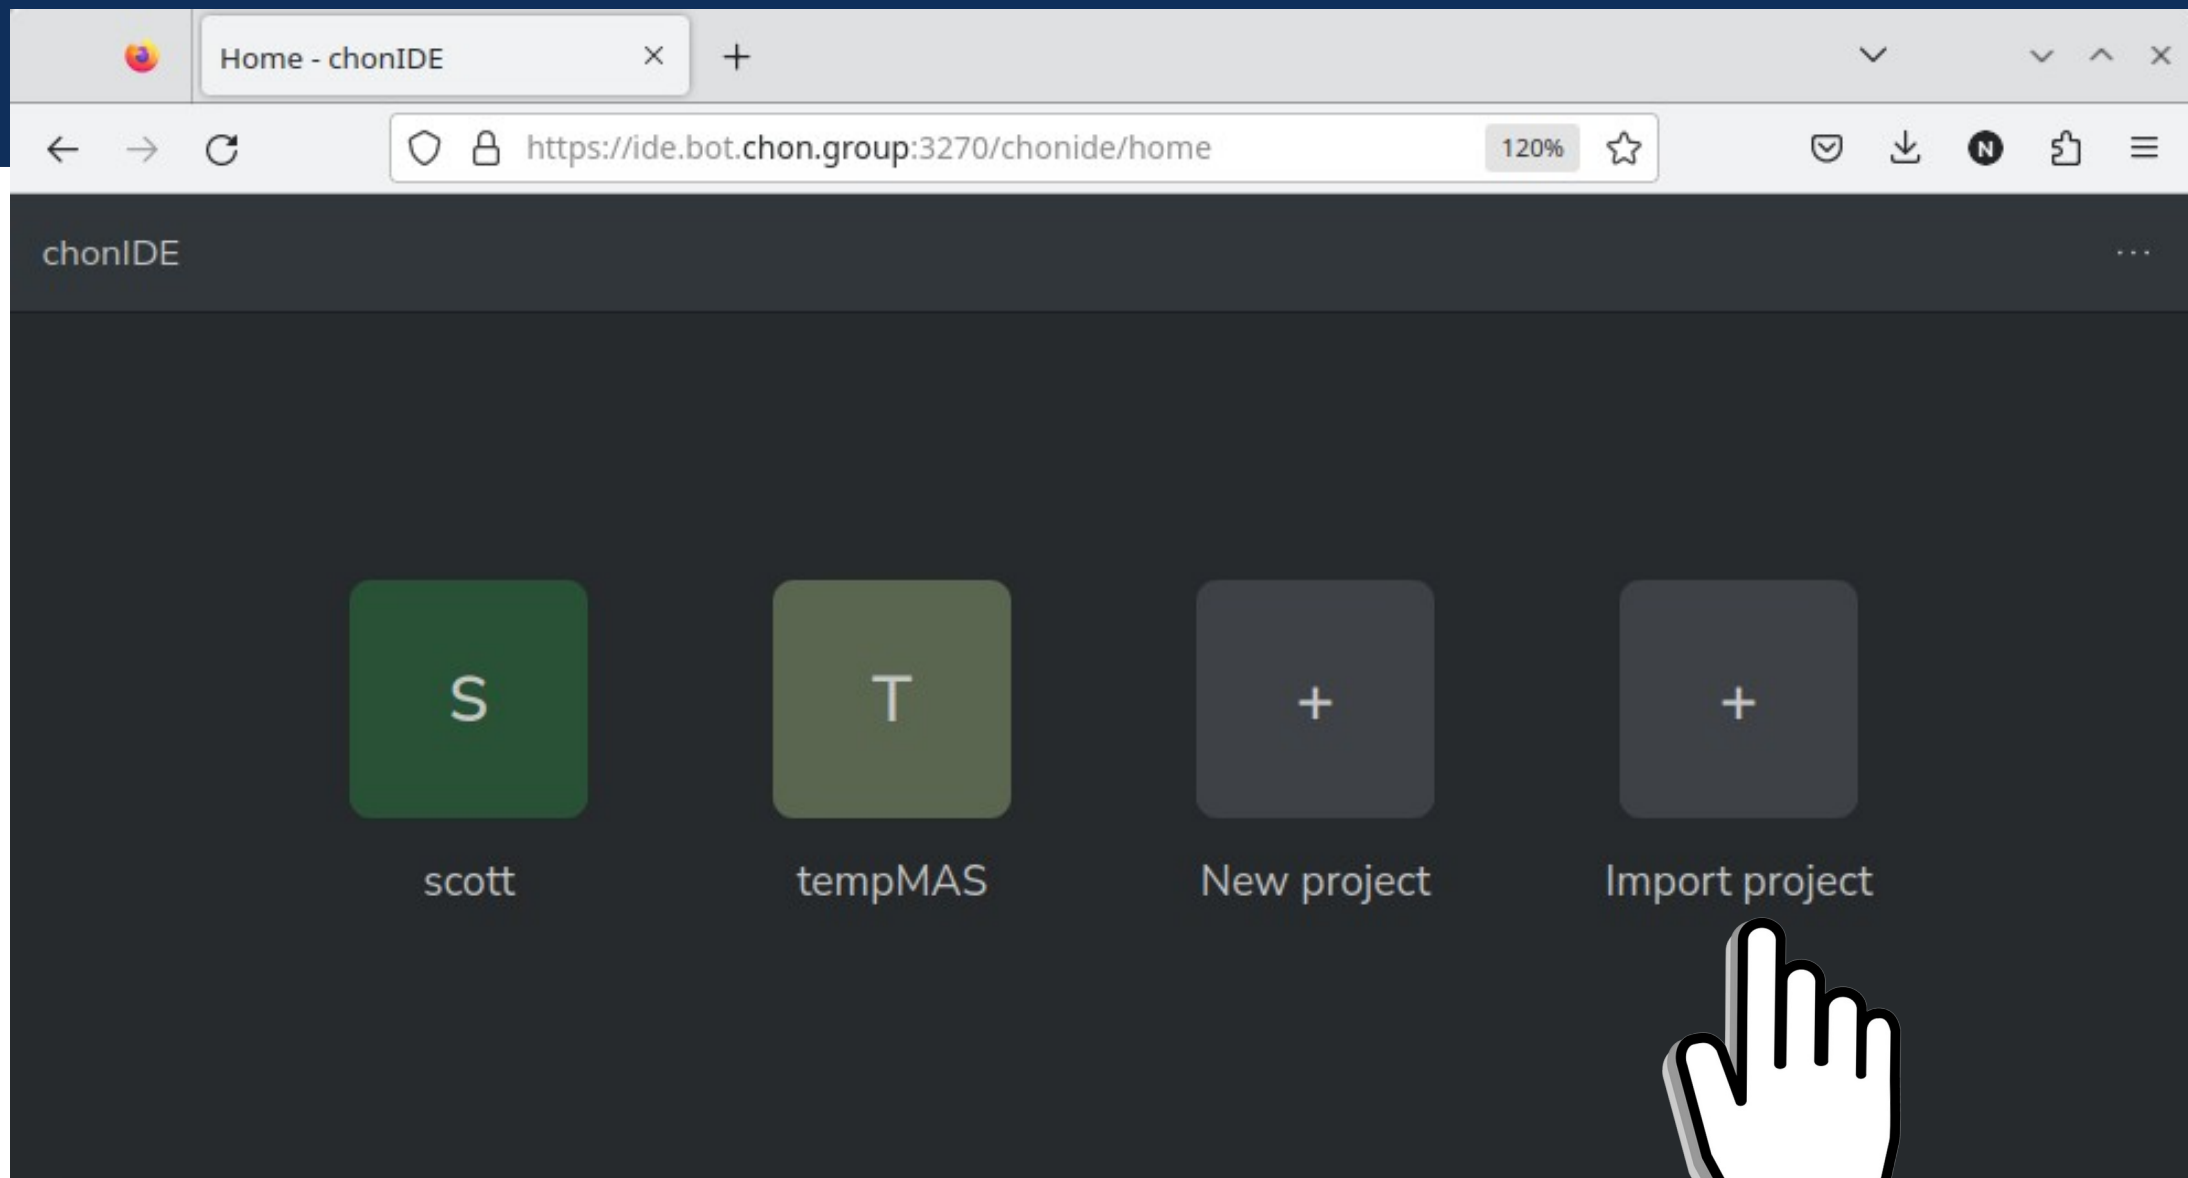 Home - chonIDE
https://ide.bot.chon.group:3270/chonide/home 120% N
chonIDE ...
S T + +
scott tempMAS New project Import project